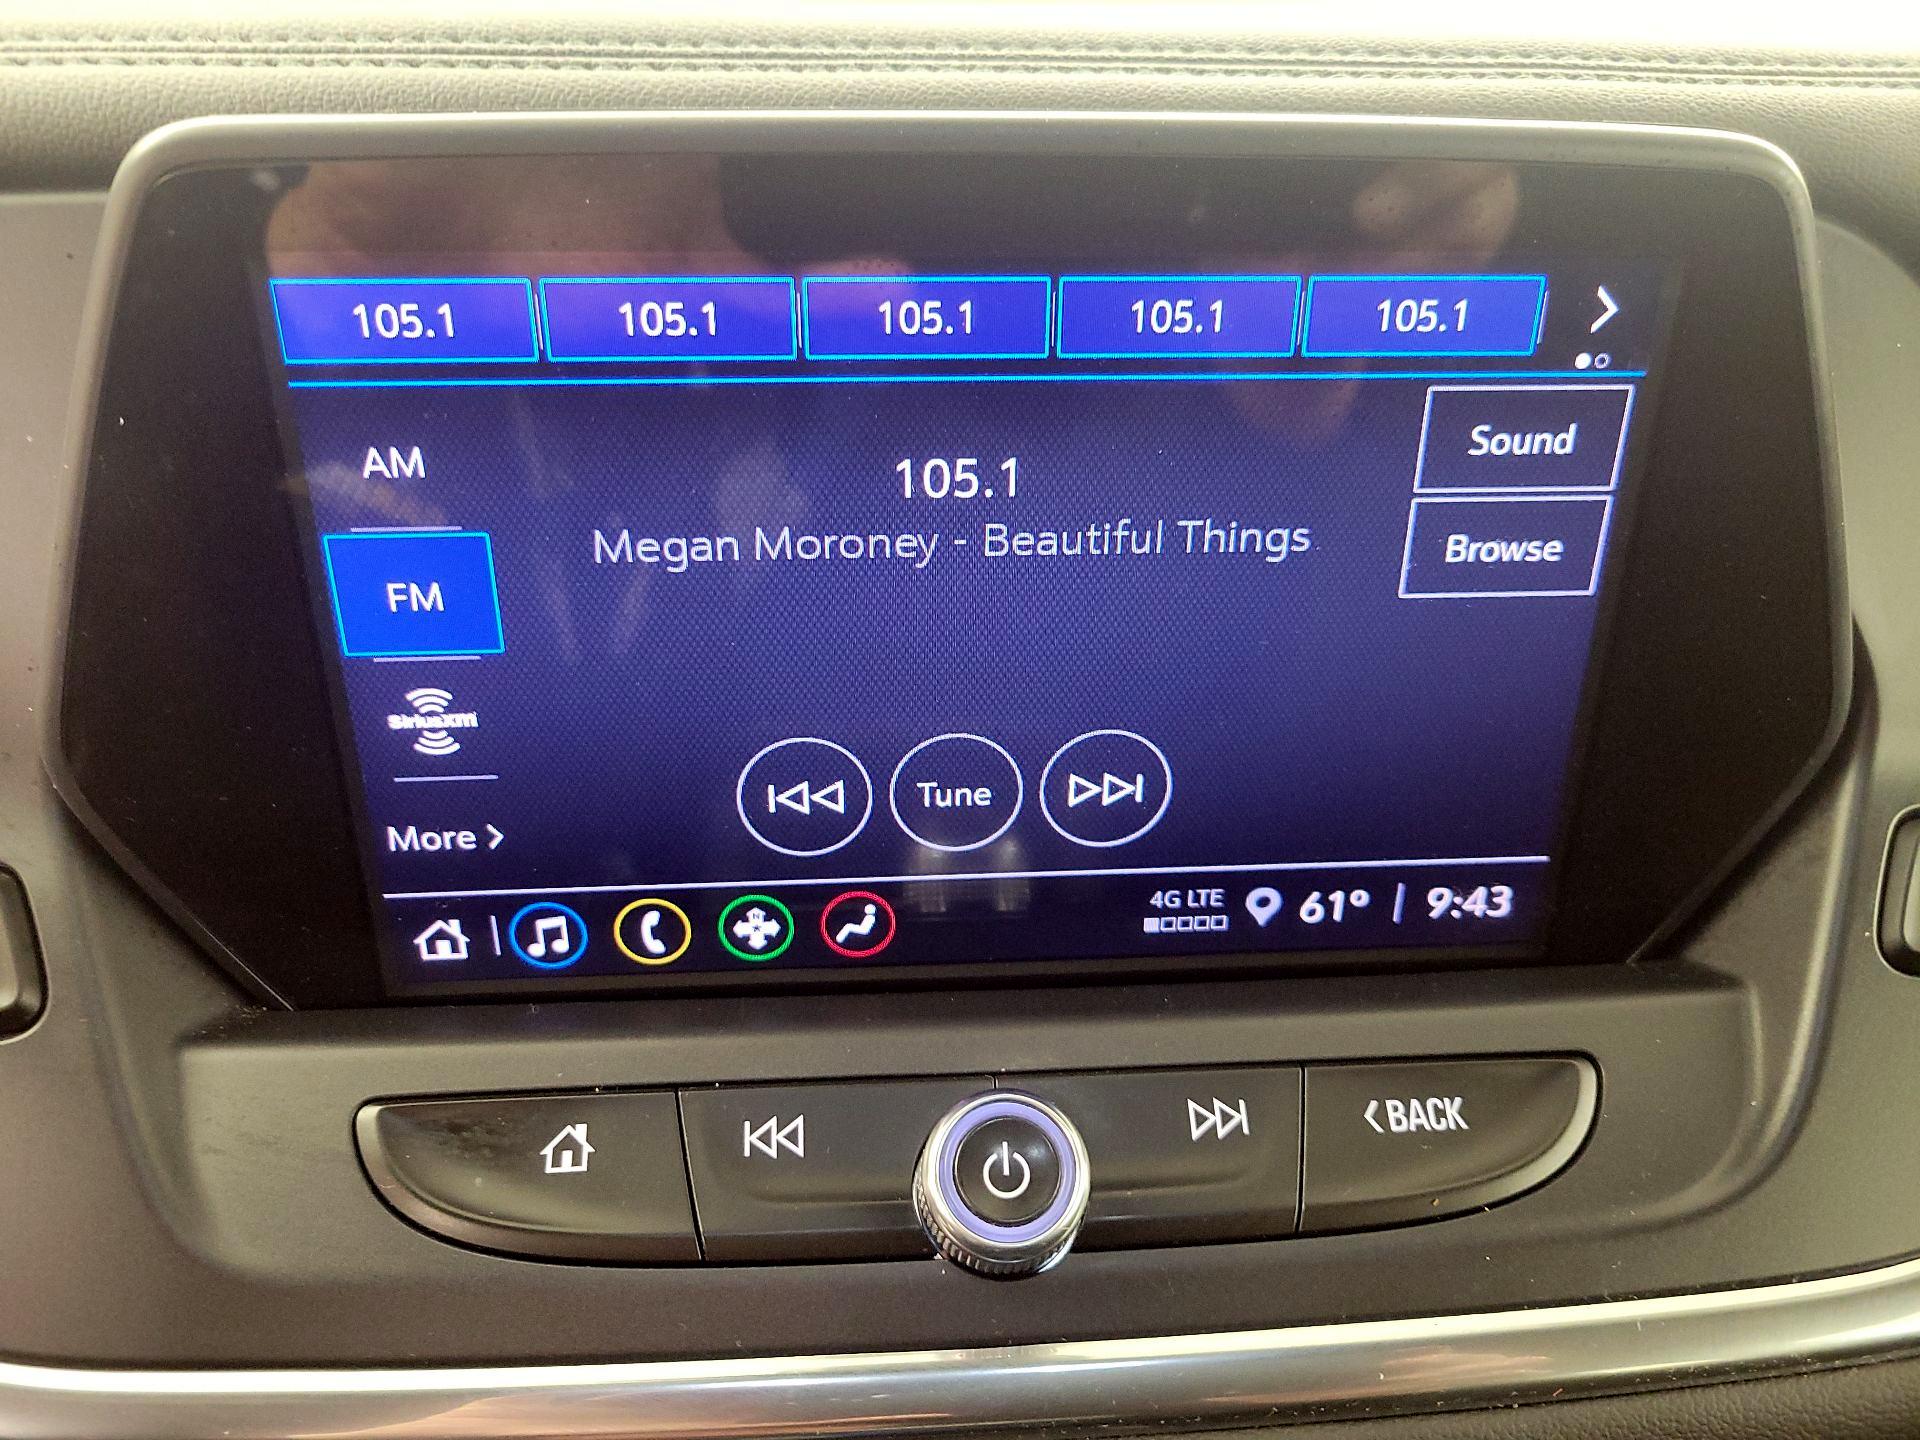 105.1 105.1 105.1 105.1 105.1
Sound
AM
105.1
Megan Moroney - Beautiful Things
Browse
FM
SiriusXM
Tune
More
4G LTE 61° | 9:43
N
BACK